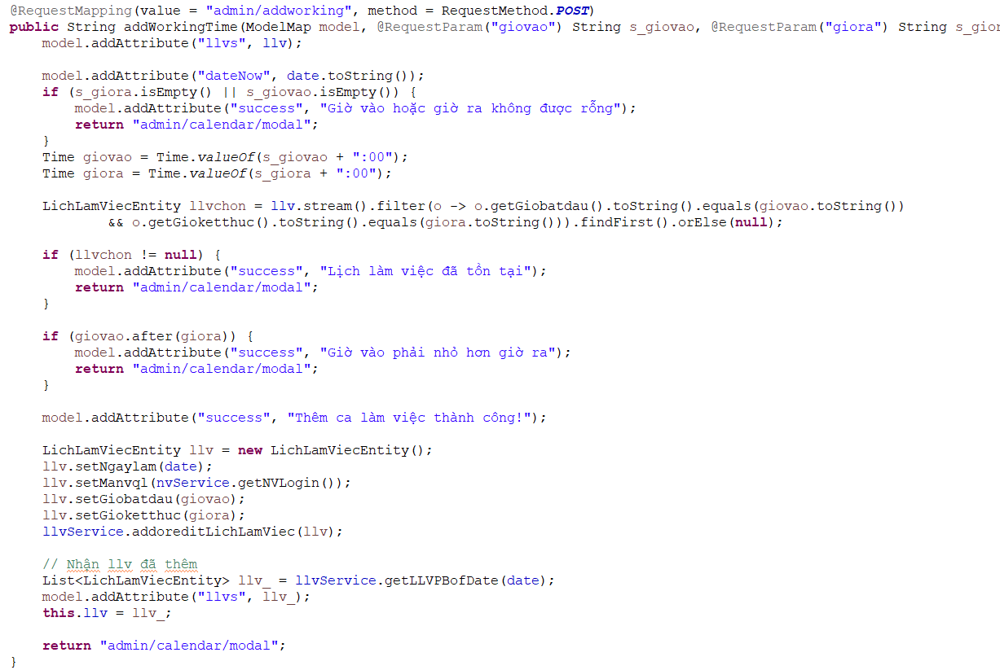 @RequestMapping(value = "admin/addworking", method = RequestMethod.POST)
public String addWorkingTime(ModelMap model, @RequestParam("giovao") String s_giovao, @RequestParam("giora") String s_gior
    model.addAttribute("llvs", llv);
    model.addAttribute("dateNow", date.toString());
    if (s_giora.isEmpty() || s_giovao.isEmpty()) {
        model.addAttribute("success", "Giờ vào hoặc giờ ra không được rỗng");
        return "admin/calendar/modal";
    }
    Time giovao = Time.valueOf(s_giovao + ":00");
    Time giora = Time.valueOf(s_giora + ":00");
    LichLamViecEntity llvchon = llv.stream().filter(o -> o.getGiobatdau().toString().equals(giovao.toString())
            && o.getGioketthuc().toString().equals(giora.toString())).findFirst().orElse(null);
    if (llvchon != null) {
        model.addAttribute("success", "Lịch làm việc đã tồn tại");
        return "admin/calendar/modal";
    }
    if (giovao.after(giora)) {
        model.addAttribute("success", "Giờ vào phải nhỏ hơn giờ ra");
        return "admin/calendar/modal";
    }
    model.addAttribute("success", "Thêm ca làm việc thành công!");
    LichLamViecEntity llv = new LichLamViecEntity();
    llv.setNgaylam(date);
    llv.setManvql(nvService.getNVLogin());
    llv.setGiobatdau(giovao);
    llv.setGioketthuc(giora);
    llvService.addoreditLichLamViec(llv);
    // Nhận llv đã thêm
    List<LichLamViecEntity> llv_ = llvService.getLLVPBofDate(date);
    model.addAttribute("llvs", llv_);
    this.llv = llv_;
    return "admin/calendar/modal";
}